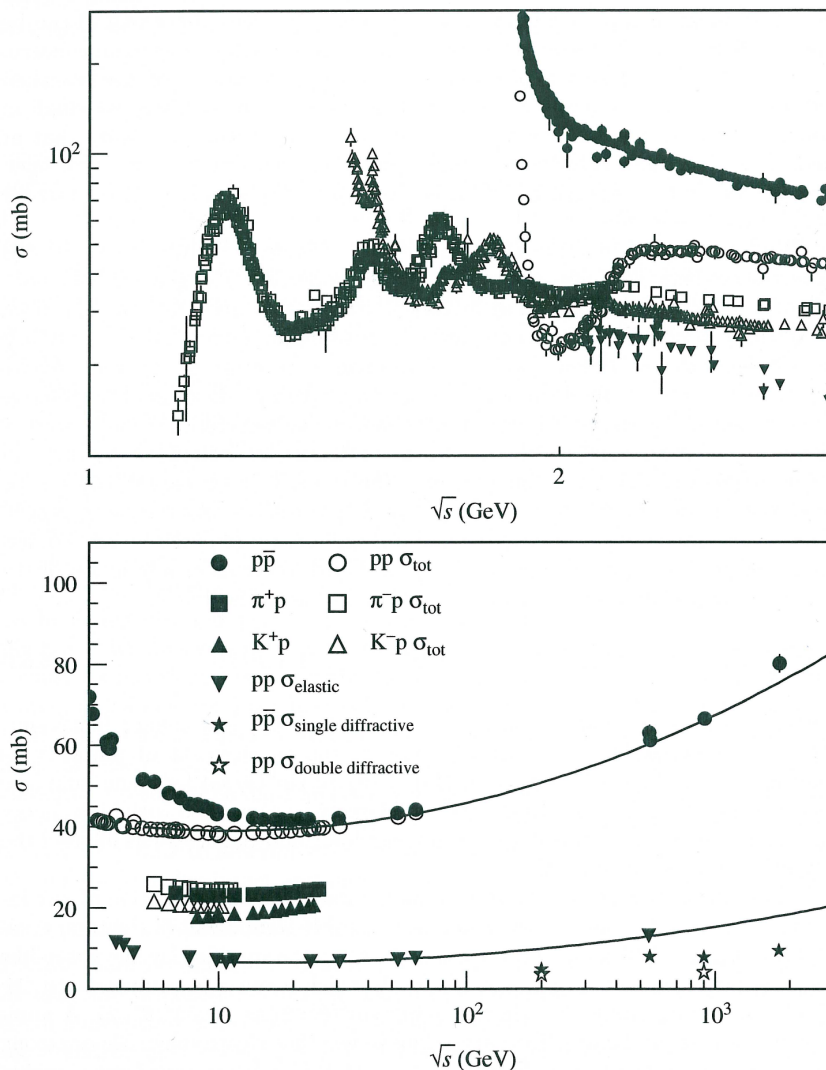 10²
σ (mb)
1
2
√s (GeV)
100
80
60
40
20
0
σ (mb)
pp̄
pp σtot
π⁺p
π⁻p σtot
K⁺p
K⁻p σtot
pp σelastic
pp̄ σsingle diffractive
pp σdouble diffractive
10
10²
10³
√s (GeV)